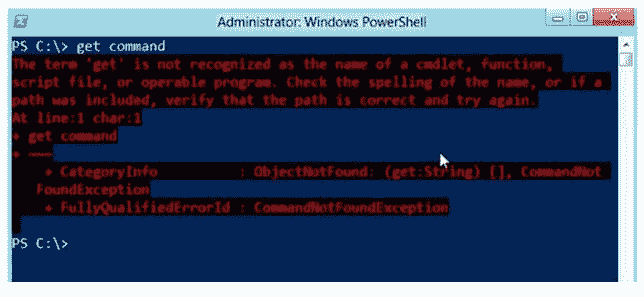 Administrator: Windows PowerShell
PS C:\> get command
The term 'get' is not recognized as the name of a cmdlet, function,
script file, or operable program. Check the spelling of the name, or if a
path was included, verify that the path is correct and try again.
At line:1 char:1
+ get command
+ ~~~
+ CategoryInfo : ObjectNotFound: (get:String) [], CommandNot
FoundException
+ FullyQualifiedErrorId : CommandNotFoundException
PS C:\>